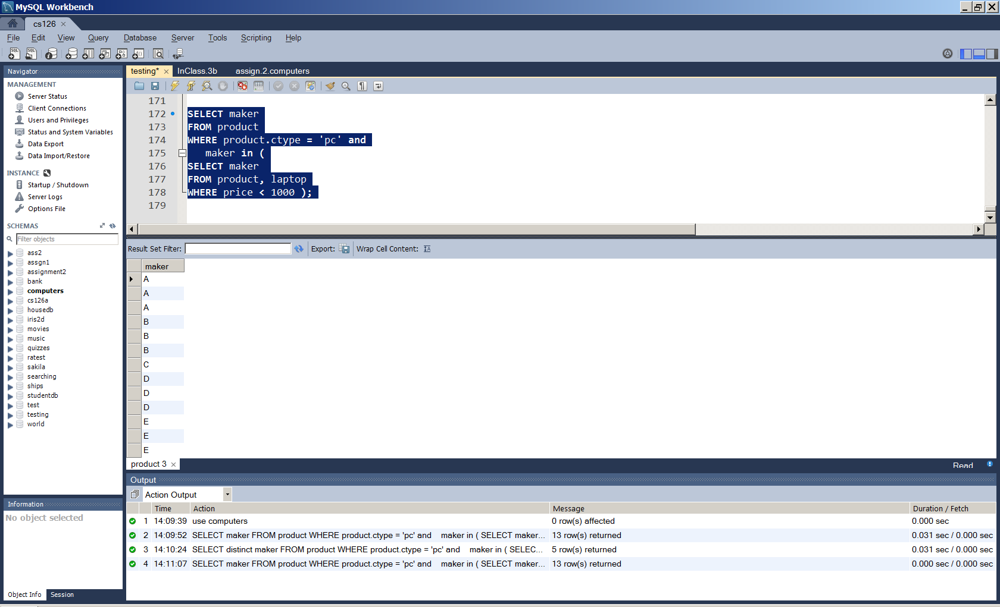 MySQL Workbench
cs126
File Edit View Query Database Server Tools Scripting Help
Navigator
MANAGEMENT
Server Status
Client Connections
Users and Privileges
Status and System Variables
Data Export
Data Import/Restore
INSTANCE
Startup / Shutdown
Server Logs
Options File
SCHEMAS
Filter objects
ass2
assgn1
assignment2
bank
computers
cs126a
housedb
iris2d
movies
music
quizzes
ratest
sakila
searching
ships
studentdb
test
testing
world
Information
No object selected
Object Info Session
testing* InClass.3b assign.2.computers
171
172 SELECT maker
173 FROM product
174 WHERE product.ctype = 'pc' and
175 maker in (
176 SELECT maker
177 FROM product, laptop
178 WHERE price < 1000 );
179
Result Set Filter: Export: Wrap Cell Content:
maker
A
A
A
B
B
B
C
D
D
D
E
E
E
product 3 Read
Output
Action Output
Time Action Message Duration / Fetch
1 14:09:39 use computers 0 row(s) affected 0.000 sec
2 14:09:52 SELECT maker FROM product WHERE product.ctype = 'pc' and maker in ( SELECT maker... 13 row(s) returned 0.031 sec / 0.000 sec
3 14:10:24 SELECT distinct maker FROM product WHERE product.ctype = 'pc' and maker in ( SELEC... 5 row(s) returned 0.031 sec / 0.000 sec
4 14:11:07 SELECT maker FROM product WHERE product.ctype = 'pc' and maker in ( SELECT maker... 13 row(s) returned 0.000 sec / 0.000 sec